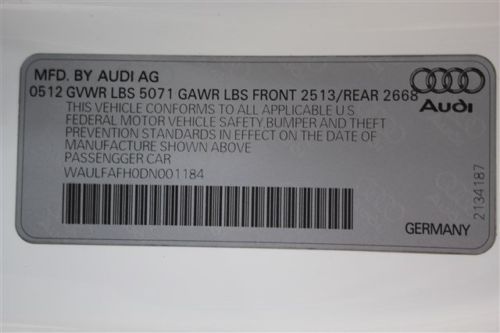 MFD. BY AUDI AG
0512 GVWR LBS 5071 GAWR LBS FRONT 2513/REAR 2668
THIS VEHICLE CONFORMS TO ALL APPLICABLE U.S
FEDERAL MOTOR VEHICLE SAFETY BUMPER AND THEFT
PREVENTION STANDARDS IN EFFECT ON THE DATE OF
MANUFACTURE SHOWN ABOVE
PASSENGER CAR
WAULFAFH0DN001184
Audi
2134187
GERMANY